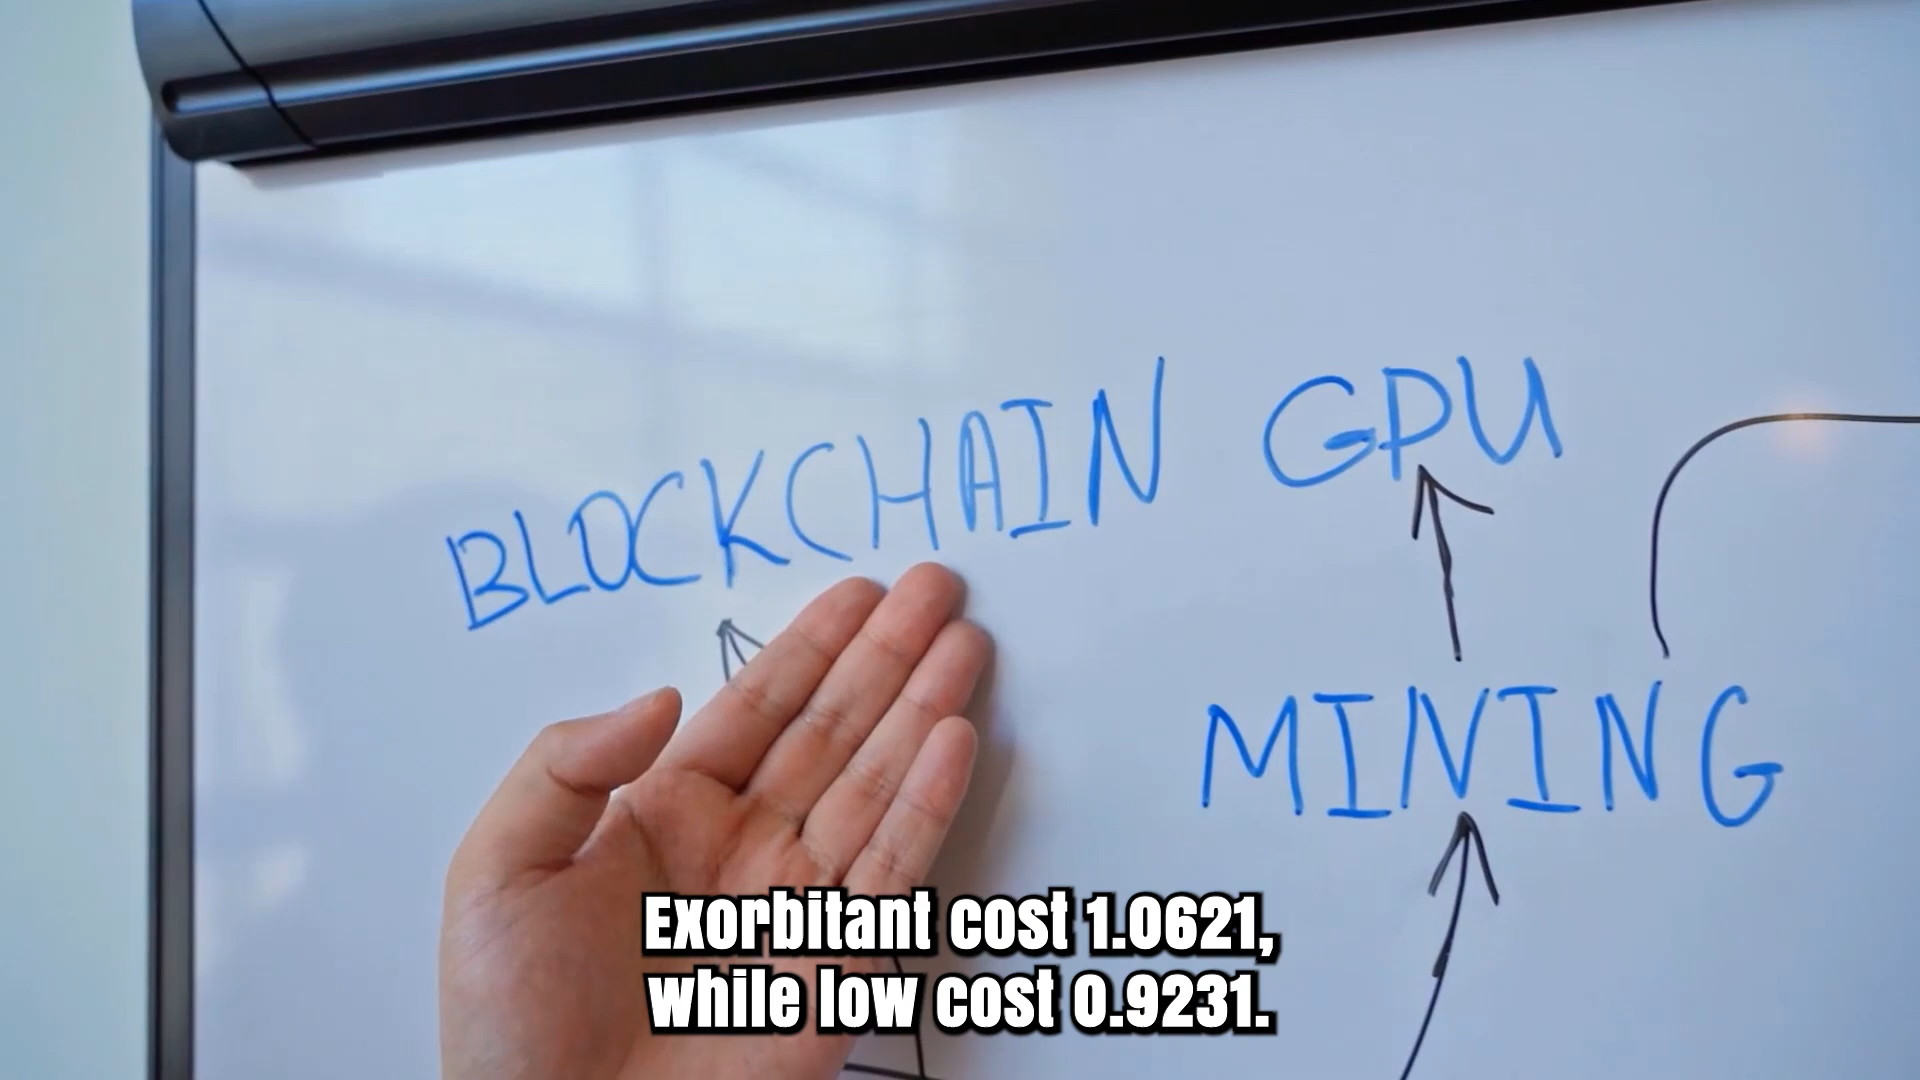 BLOCKCHAIN GPU
MINING
Exorbitant cost 1.0621,
while low cost 0.9231.